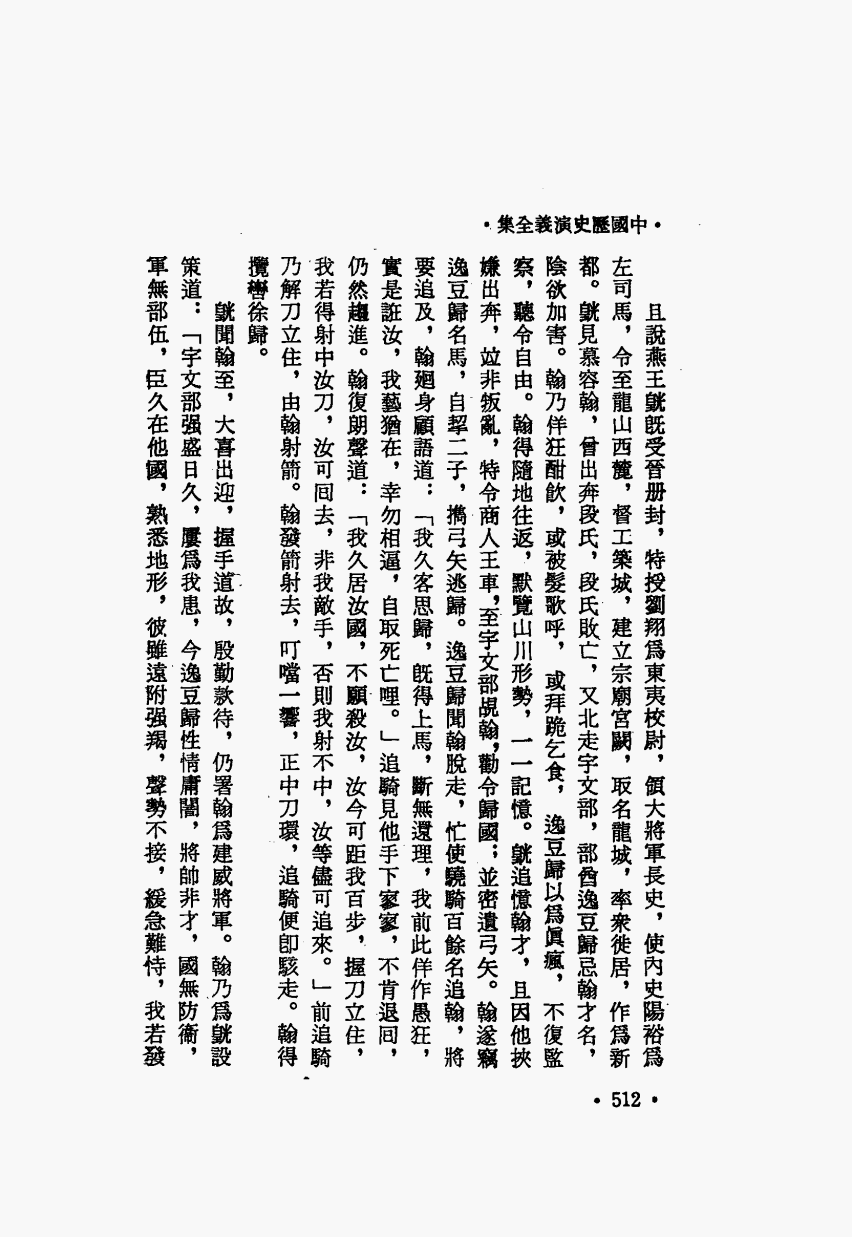 •中國歷史演義全集•
且說燕王皝既受晉册封，特授劉翔爲東夷校尉，領大將軍長史，使內史陽裕爲
左司馬，令至龍山西麓，督工築城，建立宗廟宮闕，取名龍城，率衆徙居，作爲新
都。皝見慕容翰，曾出奔段氏，段氏敗亡，又北走宇文部，部酋逸豆歸忌翰才名，
陰欲加害。翰乃佯狂酣飲，或被髮歌呼，或拜跪乞食，逸豆歸以爲眞瘋，不復監
察，聽令自由。翰得隨地往返，默覽山川形勢，一一記憶。皝追憶翰才，且因他挾
嫌出奔，竝非叛亂，特令商人王車，至宇文部覘翰，勸令歸國；並密遺弓矢。翰遂竊
逸豆歸名馬，自挈二子，攜弓矢逃歸。逸豆歸聞翰脫走，忙使驍騎百餘名追翰，將
要追及，翰廻身顧語道：「我久客思歸，旣得上馬，斷無還理，我前此佯作愚狂，
實是誑汝，我藝猶在，幸勿相逼，自取死亡哩。」追騎見他手下寥寥，不肯退囘，
仍然趨進。翰復朗聲道：「我久居汝國，不願殺汝，汝今可距我百步，握刀立住，
我若得射中汝刀，汝可囘去，非我敵手，否則我射不中，汝等儘可追來。」前追騎
乃解刀立住，由翰射箭。翰發箭射去，叮噹一響，正中刀環，追騎便卽駭走。翰得
攬轡徐歸。
皝聞翰至，大喜出迎，握手道故，殷勤款待，仍署翰爲建威將軍。翰乃爲皝設
策道：「宇文部强盛日久，屢爲我患，今逸豆歸性情庸闇，將帥非才，國無防衞，
軍無部伍，臣久在他國，熟悉地形，彼雖遠附强羯，聲勢不接，緩急難恃，我若發
•512•